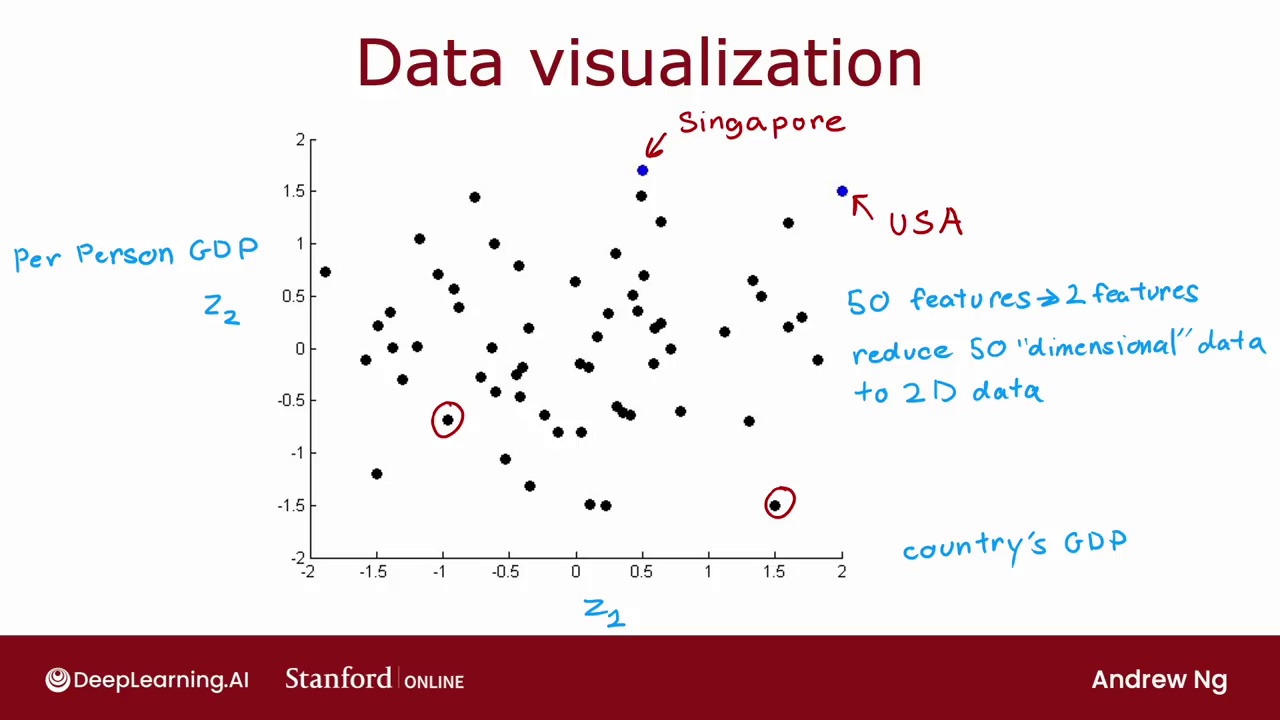 Data visualization
Singapore
USA
Per Person GDP
z₂
50 features → 2 features
reduce 50 "dimensional" data
to 2D data
country's GDP
2
1.5
1
0.5
0
-0.5
-1
-1.5
-2
-2 -1.5 -1 -0.5 0 0.5 1 1.5 2
z₁
DeepLearning.AI Stanford ONLINE Andrew Ng